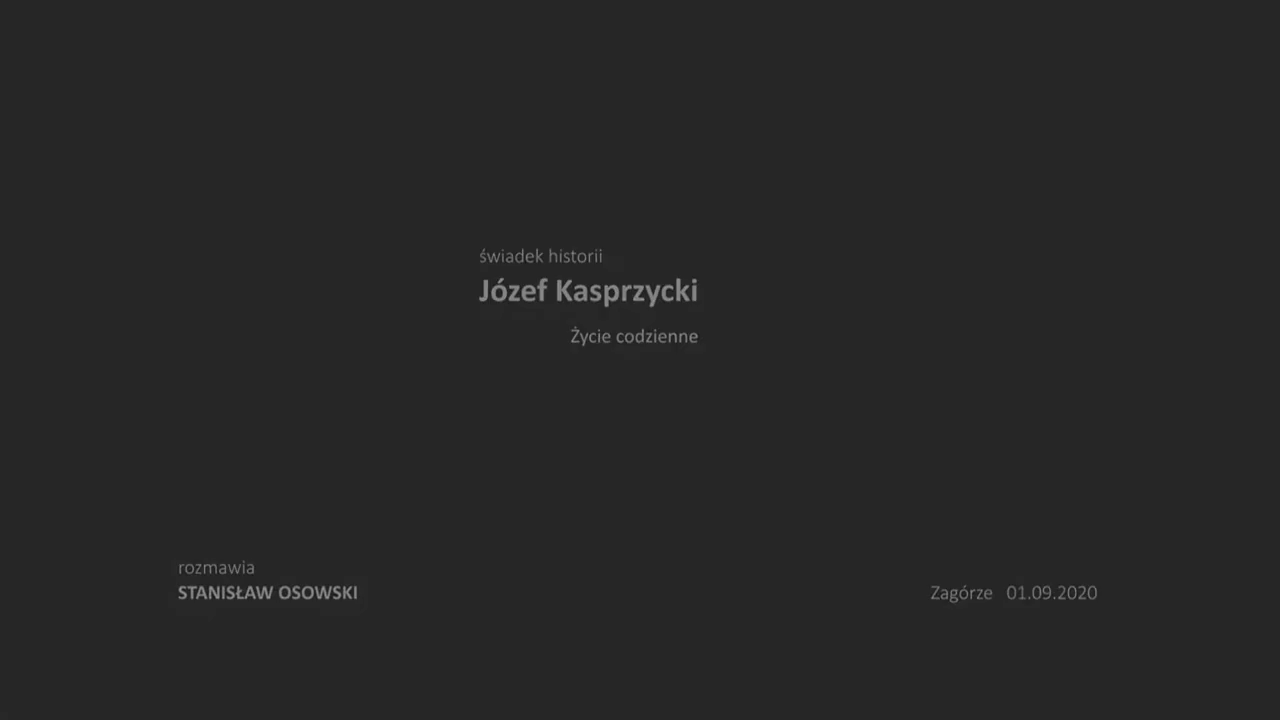 świadek historii
Józef Kasprzycki
Życie codzienne
rozmawia
STANISŁAW OSOWSKI
Zagórze 01.09.2020